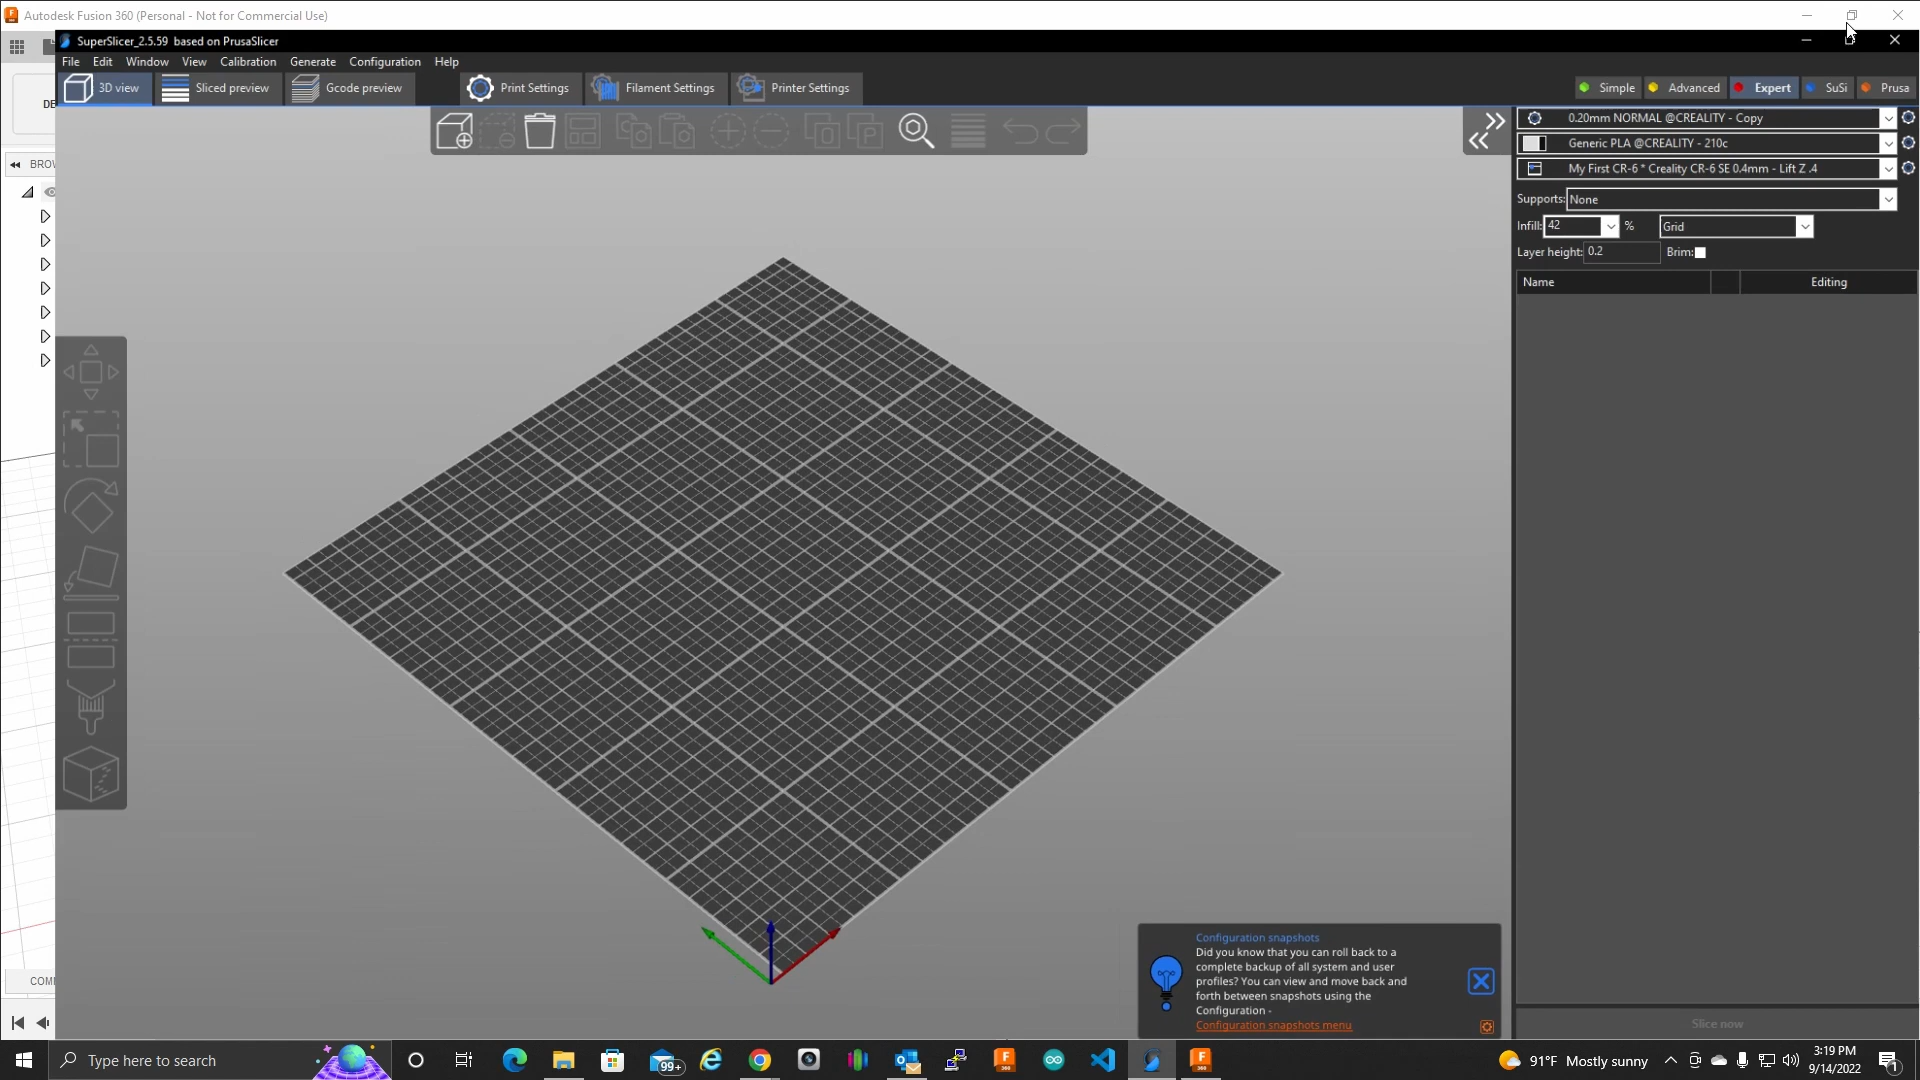 Autodesk Fusion 360 (Personal - Not for Commercial Use)
SuperSlicer_2.5.59 based on PrusaSlicer
File Edit Window View Calibration Generate Configuration Help
3D view Sliced preview Gcode preview Print Settings Filament Settings Printer Settings Simple Advanced Expert SuSi Prusa
DE
0.20mm NORMAL @CREALITY - Copy
Generic PLA @CREALITY - 210c
BROW
My First CR-6 * Creality CR-6 SE 0.4mm - Lift Z .4
Supports: None
Infill: 42 % Grid
Layer height: 0.2 Brim:
Name Editing
Configuration snapshots
Did you know that you can roll back to a
complete backup of all system and user
profiles? You can view and move back and
forth between snapshots using the
Configuration -
Configuration snapshots menu
COMM
Slice now
Type here to search
99+
91°F Mostly sunny
3:19 PM
9/14/2022
1